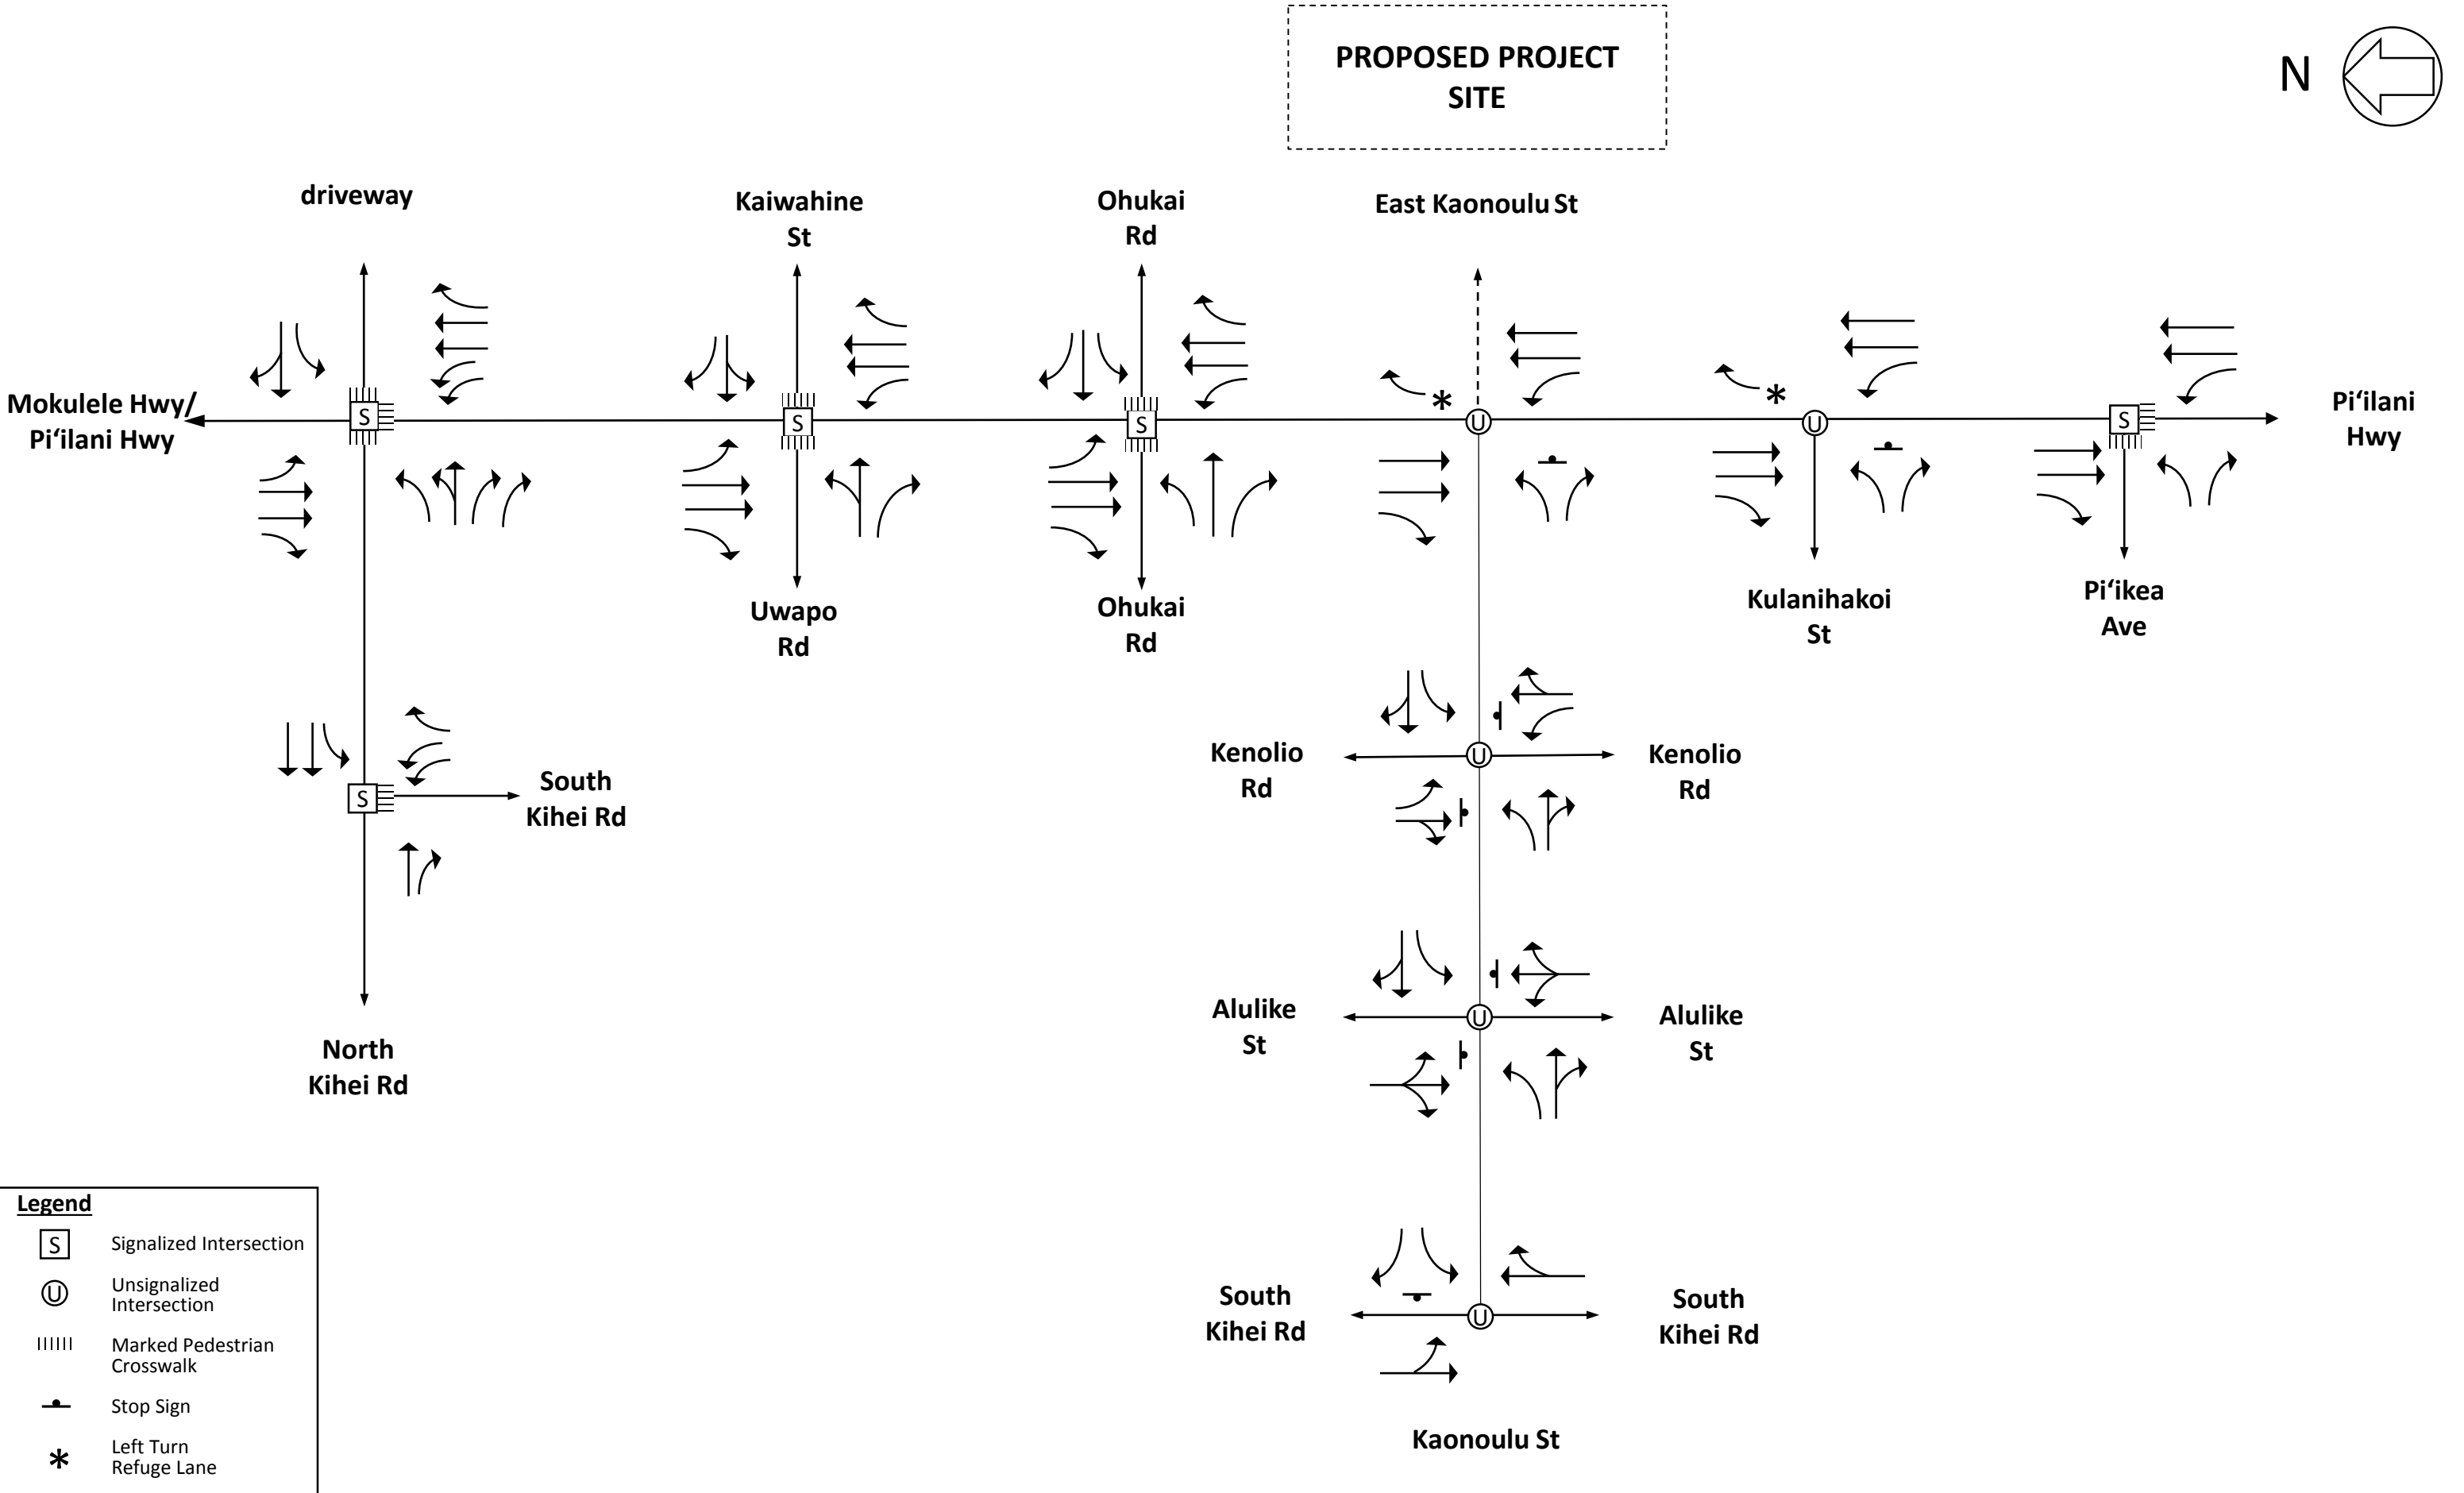 PROPOSED PROJECT
SITE
N
driveway
Kaiwahine
St
Ohukai
Rd
East Kaonoulu St
Mokulele Hwy/
Pi‘ilani Hwy
S
S
S
U
U
S
Pi‘ilani
Hwy
Uwapo
Rd
Ohukai
Rd
Kulanihakoi
St
Pi‘ikea
Ave
S
South
Kihei Rd
Kenolio
Rd
U
Kenolio
Rd
North
Kihei Rd
Alulike
St
U
Alulike
St
South
Kihei Rd
U
South
Kihei Rd
Kaonoulu St
Legend
S Signalized Intersection
U Unsignalized
Intersection
Marked Pedestrian
Crosswalk
Stop Sign
* Left Turn
Refuge Lane